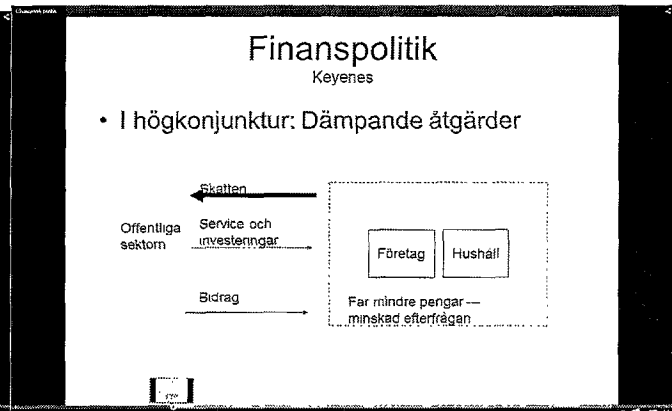 Finanspolitik
Keyenes
• I högkonjunktur: Dämpande åtgärder
Skatten
Offentliga
sektorn
Service och
investeringar
Företag
Hushåll
Bidrag
Får mindre pengar—
minskad efterfrågan